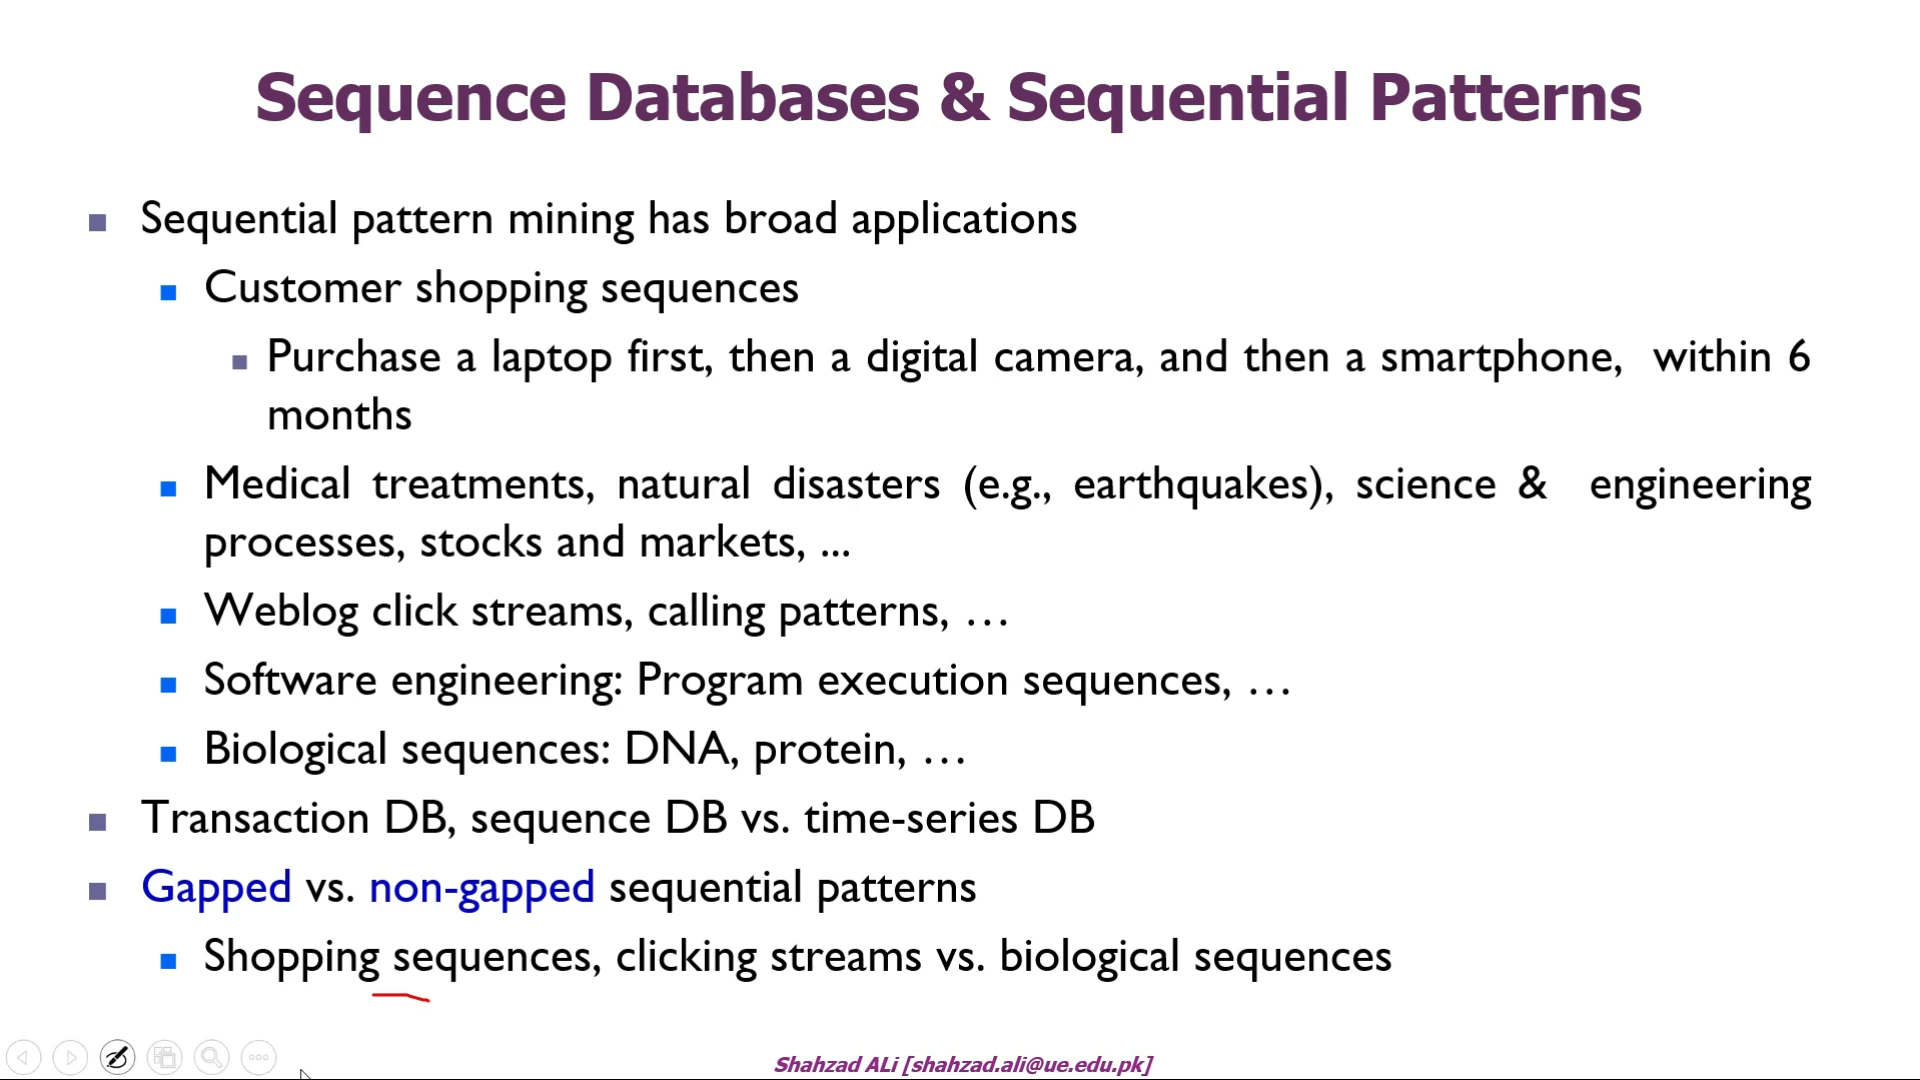 Sequence Databases & Sequential Patterns
Sequential pattern mining has broad applications
Customer shopping sequences
Purchase a laptop first, then a digital camera, and then a smartphone, within 6
months
Medical treatments, natural disasters (e.g., earthquakes), science & engineering
processes, stocks and markets, ...
Weblog click streams, calling patterns, …
Software engineering: Program execution sequences, …
Biological sequences: DNA, protein, …
Transaction DB, sequence DB vs. time-series DB
Gapped vs. non-gapped sequential patterns
Shopping sequences, clicking streams vs. biological sequences
Shahzad ALi [shahzad.ali@ue.edu.pk]